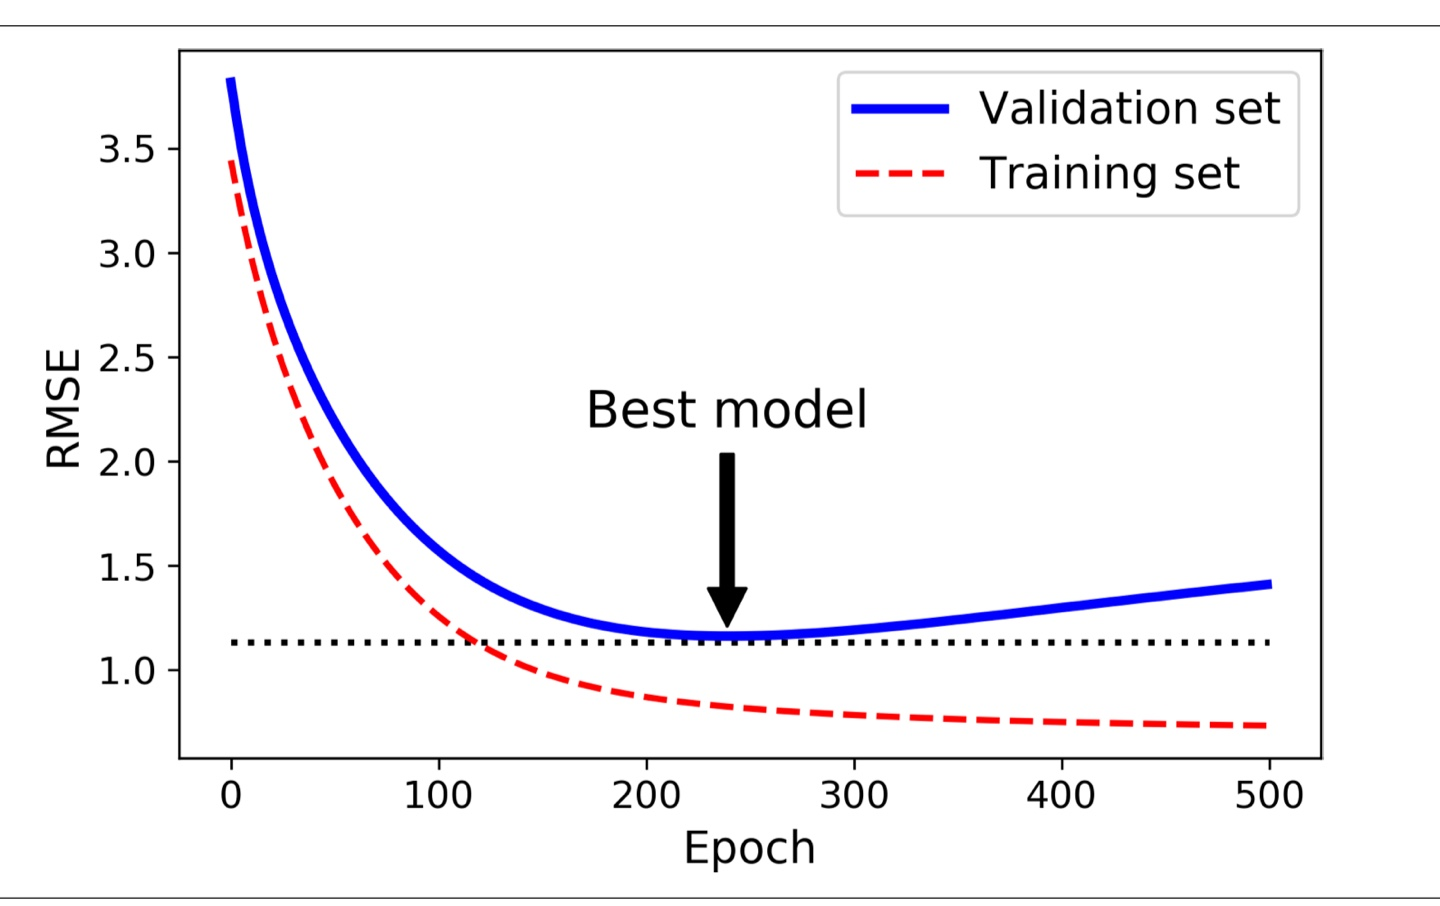 Validation set
Training set
Best model
RMSE
3.5
3.0
2.5
2.0
1.5
1.0
0 100 200 300 400 500
Epoch